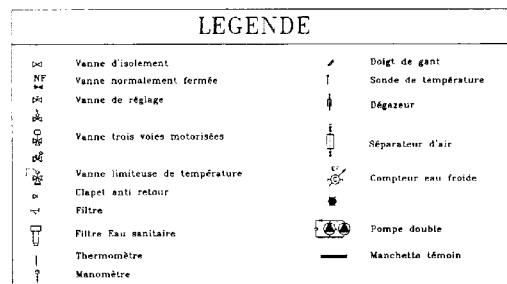 LEGENDE
Vanne d'isolement
NF
Vanne normalement fermée
Vanne de réglage
Vanne trois voies motorisées
Vanne limiteuse de température
Clapet anti retour
Filtre
Filtre Eau sanitaire
Thermomètre
Manomètre
Doigt de gant
Sonde de température
Dégazeur
Séparateur d'air
Compteur eau froide
Pompe double
Manchette témoin